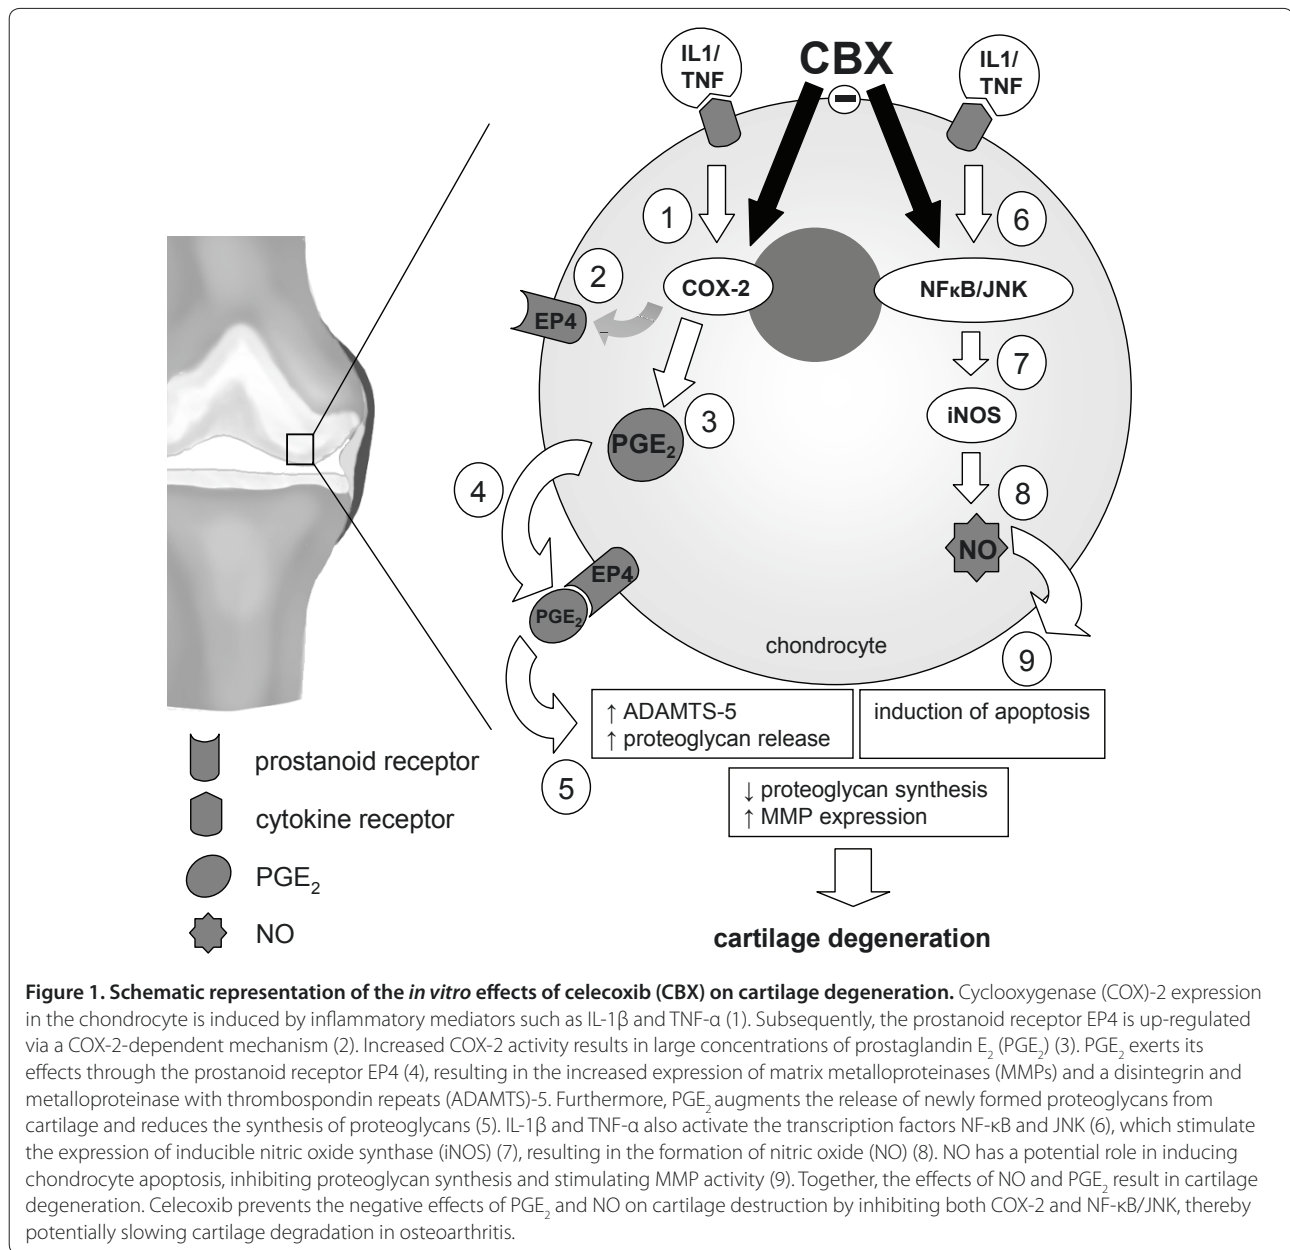 IL1/
TNF
CBX
IL1/
TNF
1
6
2
COX-2
NFκB/JNK
EP4
7
3
iNOS
PGE2
4
8
NO
EP4
PGE2
chondrocyte
9
↑ ADAMTS-5
↑ proteoglycan release
induction of apoptosis
5
↓ proteoglycan synthesis
↑ MMP expression
prostanoid receptor
cytokine receptor
PGE2
NO
cartilage degeneration
Figure 1. Schematic representation of the in vitro effects of celecoxib (CBX) on cartilage degeneration. Cyclooxygenase (COX)-2 expression
in the chondrocyte is induced by inflammatory mediators such as IL-1β and TNF-α (1). Subsequently, the prostanoid receptor EP4 is up-regulated
via a COX-2-dependent mechanism (2). Increased COX-2 activity results in large concentrations of prostaglandin E2 (PGE2) (3). PGE2 exerts its
effects through the prostanoid receptor EP4 (4), resulting in the increased expression of matrix metalloproteinases (MMPs) and a disintegrin and
metalloproteinase with thrombospondin repeats (ADAMTS)-5. Furthermore, PGE2 augments the release of newly formed proteoglycans from
cartilage and reduces the synthesis of proteoglycans (5). IL-1β and TNF-α also activate the transcription factors NF-κB and JNK (6), which stimulate
the expression of inducible nitric oxide synthase (iNOS) (7), resulting in the formation of nitric oxide (NO) (8). NO has a potential role in inducing
chondrocyte apoptosis, inhibiting proteoglycan synthesis and stimulating MMP activity (9). Together, the effects of NO and PGE2 result in cartilage
degeneration. Celecoxib prevents the negative effects of PGE2 and NO on cartilage destruction by inhibiting both COX-2 and NF-κB/JNK, thereby
potentially slowing cartilage degradation in osteoarthritis.